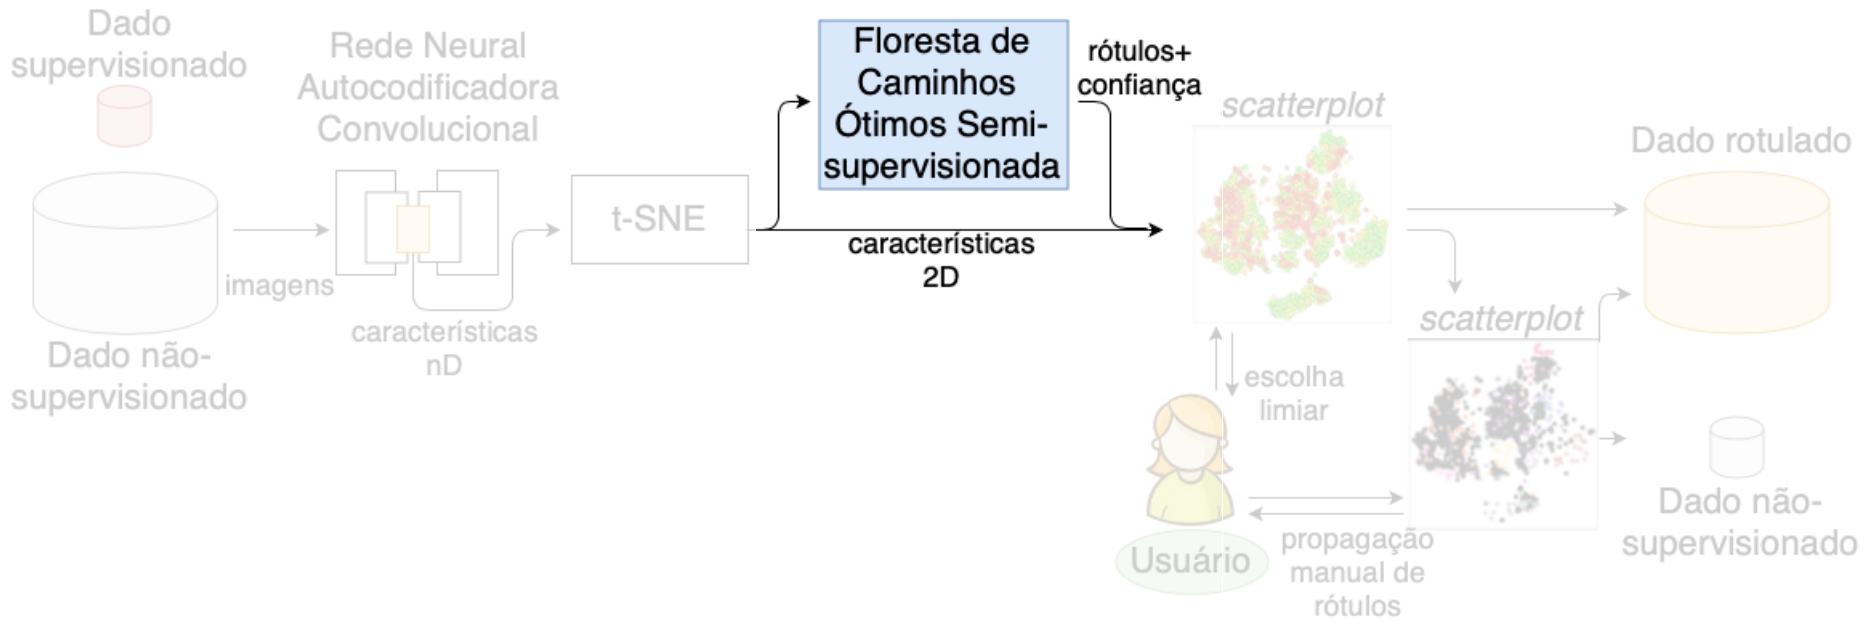 Dado
supervisionado
Rede Neural
Autocodificadora
Convolucional
imagens
Dado não-
supervisionado
características
nD
t-SNE
Floresta de
Caminhos
Ótimos Semi-
supervisionada
rótulos+
confiança
características
2D
scatterplot
escolha
limiar
Usuário
scatterplot
propagação
manual de
rótulos
Dado rotulado
Dado não-
supervisionado